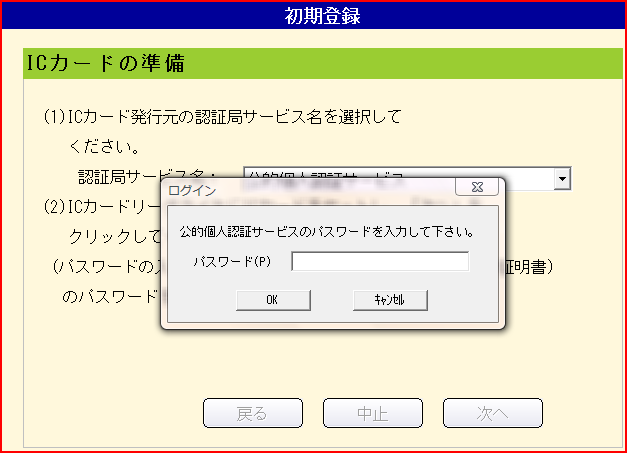 初期登録
ICカードの準備
(1)ICカード発行元の認証局サービス名を選択して
ください。
認証局サービス名：
公的個人認証サービス
(2)ICカードリー
クリックして
(パスワードの入
証明書)
のパスワード
ログイン
公的個人認証サービスのパスワードを入力して下さい。
パスワード(P)
OK
ｷｬﾝｾﾙ
戻る
中止
次へ